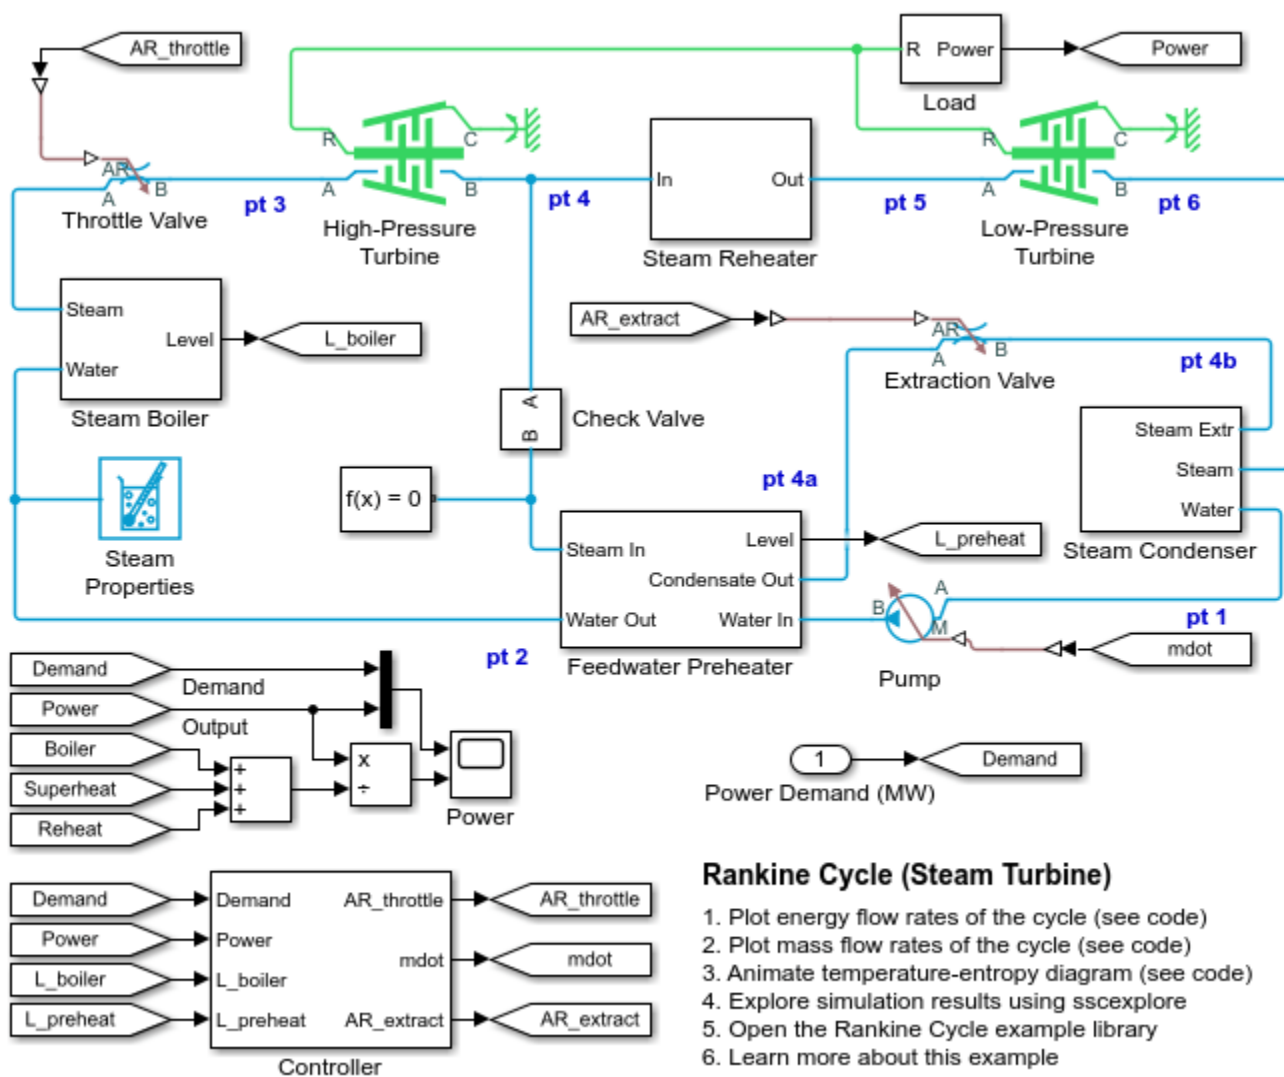 AR_throttle
Load
R Power
Power
AR
A
B
Throttle Valve
pt 3
R
C
A
B
High-Pressure
Turbine
pt 4
In
Out
Steam Reheater
pt 5
R
C
A
B
Low-Pressure
Turbine
pt 6
Steam
Level
Water
Steam Boiler
L_boiler
AR_extract
AR
A
B
Extraction Valve
pt 4b
A
B
Check Valve
Steam Extr
Steam
Water
Steam Condenser
Steam
Properties
f(x) = 0
pt 4a
Steam In
Level
Condensate Out
Water Out
Water In
Feedwater Preheater
L_preheat
pt 2
B
A
M
Pump
pt 1
mdot
Demand
Demand
Power
Output
Boiler
Superheat
Reheat
+
+
+
x
÷
Power
1
Power Demand (MW)
Demand
Demand
Power
L_boiler
L_preheat
Demand
Power
L_boiler
L_preheat
AR_throttle
mdot
AR_extract
Controller
AR_throttle
mdot
AR_extract
Rankine Cycle (Steam Turbine)
1. Plot energy flow rates of the cycle (see code)
2. Plot mass flow rates of the cycle (see code)
3. Animate temperature-entropy diagram (see code)
4. Explore simulation results using sscexplore
5. Open the Rankine Cycle example library
6. Learn more about this example